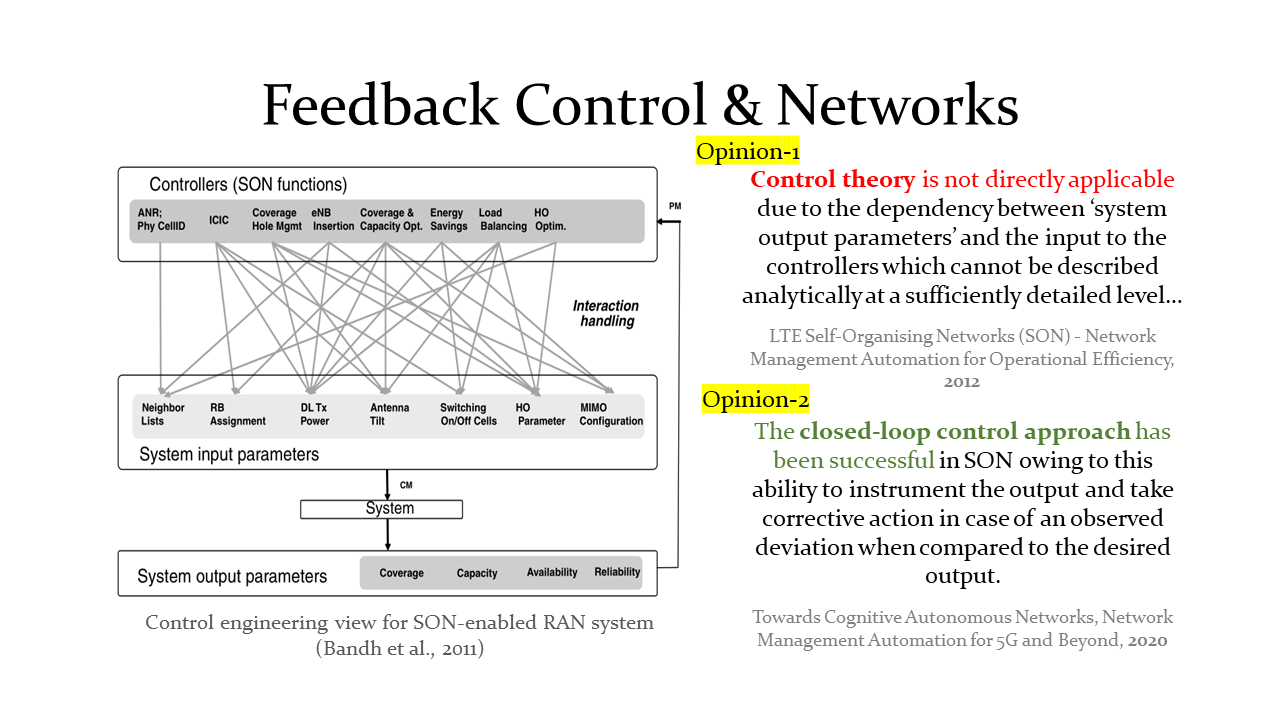 Feedback Control & Networks
Controllers (SON functions)
ANR;
Phy CellID
ICIC
Coverage
Hole Mgmt
eNB
Insertion
Coverage &
Capacity Opt.
Energy
Savings
Load
Balancing
HO
Optim.
PM
Interaction
handling
Neighbor
Lists
RB
Assignment
DL Tx
Power
Antenna
Tilt
Switching
On/Off Cells
HO
Parameter
MIMO
Configuration
System input parameters
CM
System
System output parameters
Coverage
Capacity
Availability
Reliability
Control engineering view for SON-enabled RAN system
(Bandh et al., 2011)
Opinion-1
Control theory is not directly applicable
due to the dependency between ‘system
output parameters’ and the input to the
controllers which cannot be described
analytically at a sufficiently detailed level…
LTE Self-Organising Networks (SON) - Network
Management Automation for Operational Efficiency,
2012
Opinion-2
The closed-loop control approach has
been successful in SON owing to this
ability to instrument the output and take
corrective action in case of an observed
deviation when compared to the desired
output.
Towards Cognitive Autonomous Networks, Network
Management Automation for 5G and Beyond, 2020